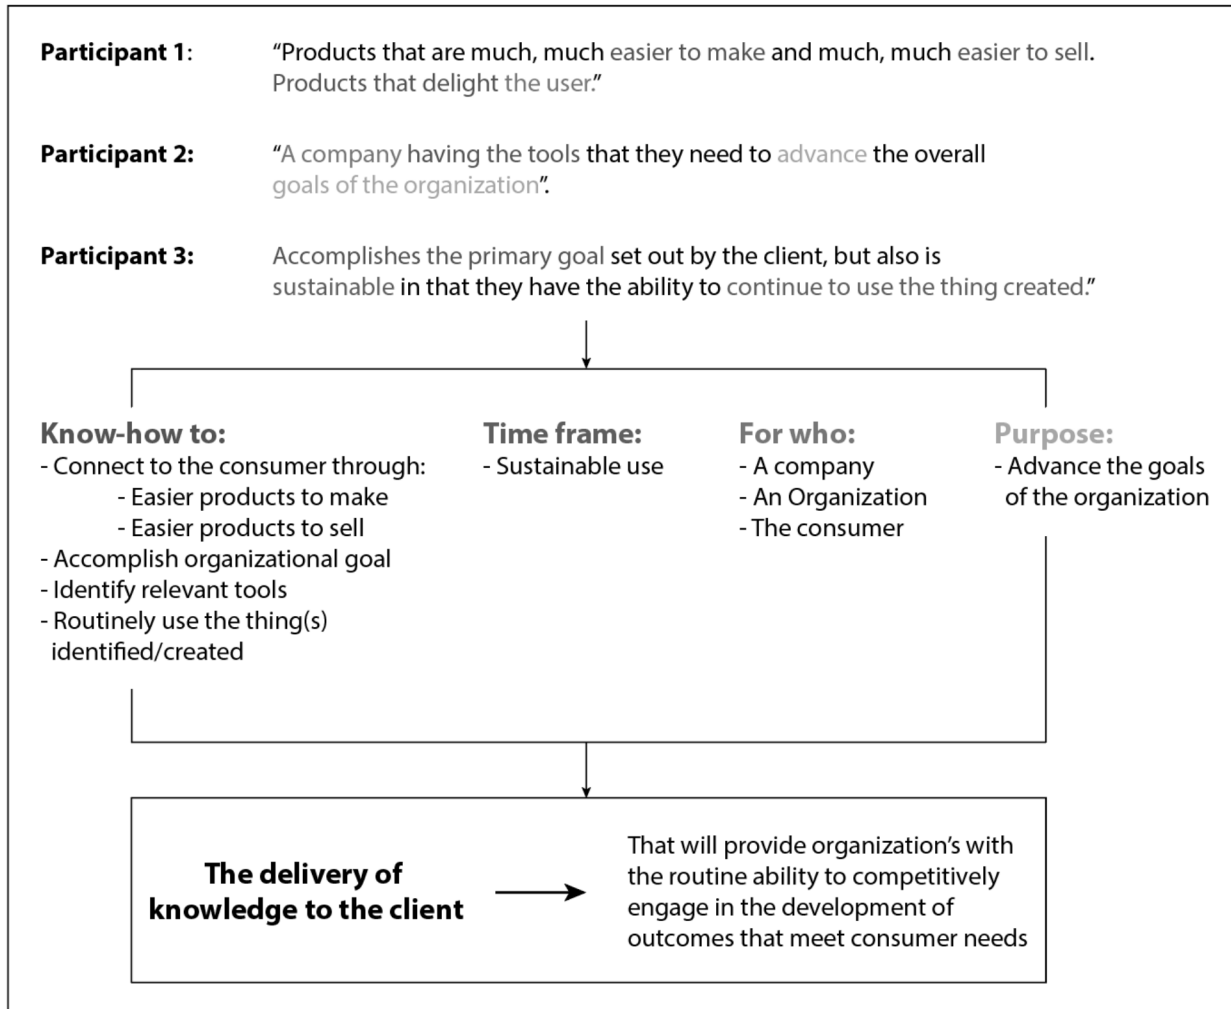 Participant 1: “Products that are much, much easier to make and much, much easier to sell.
Products that delight the user.”
Participant 2: “A company having the tools that they need to advance the overall
goals of the organization”.
Participant 3: Accomplishes the primary goal set out by the client, but also is
sustainable in that they have the ability to continue to use the thing created.”
Know-how to:
- Connect to the consumer through:
- Easier products to make
- Easier products to sell
- Accomplish organizational goal
- Identify relevant tools
- Routinely use the thing(s)
identified/created
Time frame:
- Sustainable use
For who:
- A company
- An Organization
- The consumer
Purpose:
- Advance the goals
of the organization
The delivery of
knowledge to the client
That will provide organization’s with
the routine ability to competitively
engage in the development of
outcomes that meet consumer needs